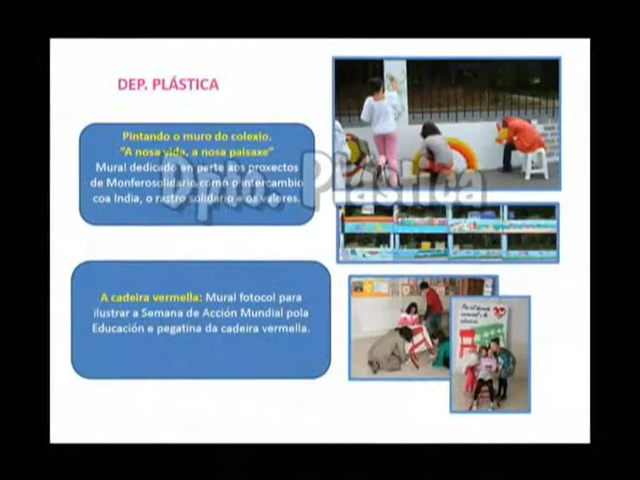 DEP. PLÁSTICA
Pintando o muro do colexio.
"A nosa vida, a nosa paisaxe"
Mural dedicado en parte aos proxectos
de Monferosolidario como o intercambio
coa India, o rastro solidario e os valores.
Dpto. Plástica
A cadeira vermella: Mural fotocol para
ilustrar a Semana de Acción Mundial pola
Educación e pegatina da cadeira vermella.